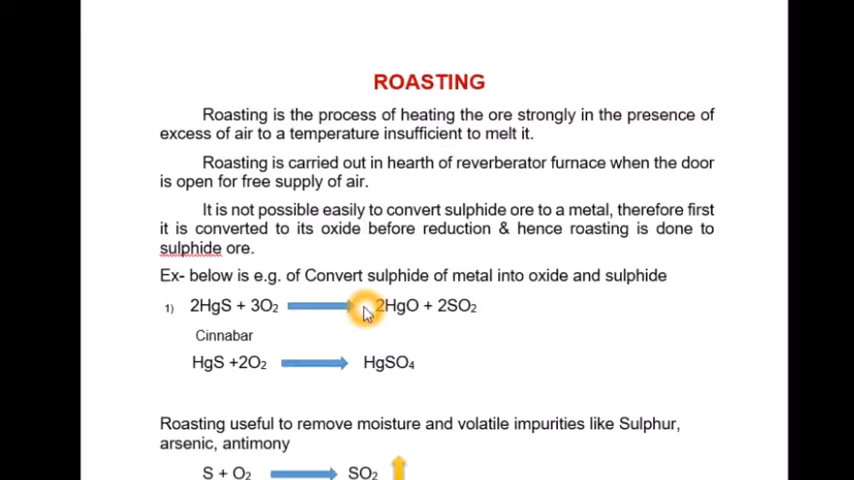 ROASTING
Roasting is the process of heating the ore strongly in the presence of
excess of air to a temperature insufficient to melt it.
Roasting is carried out in hearth of reverberator furnace when the door
is open for free supply of air.
It is not possible easily to convert sulphide ore to a metal, therefore first
it is converted to its oxide before reduction & hence roasting is done to
sulphide ore.
Ex- below is e.g. of Convert sulphide of metal into oxide and sulphide
1) 2HgS + 3O₂ 2HgO + 2SO₂
Cinnabar
HgS +2O₂ HgSO₄
Roasting useful to remove moisture and volatile impurities like Sulphur,
arsenic, antimony
S + O₂ SO₂